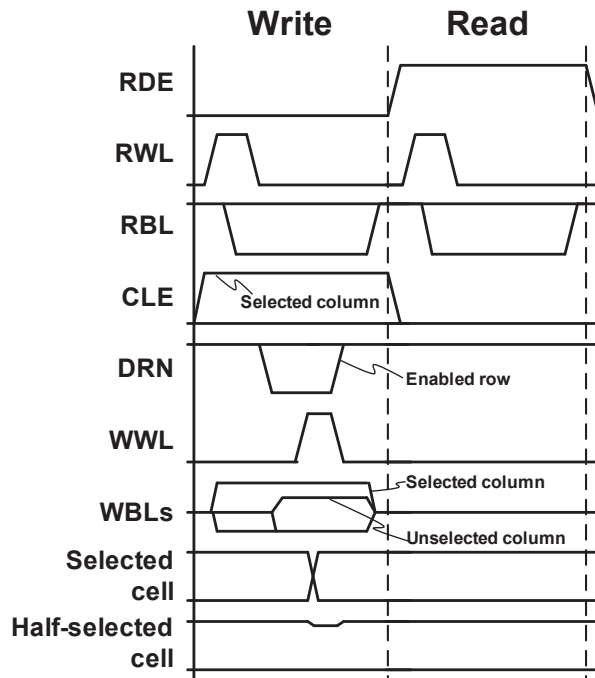 Write Read
RDE
RWL
RBL
CLE
Selected column
DRN
Enabled row
WWL
Selected column
WBLs
Unselected column
Selected
cell
Half-selected
cell